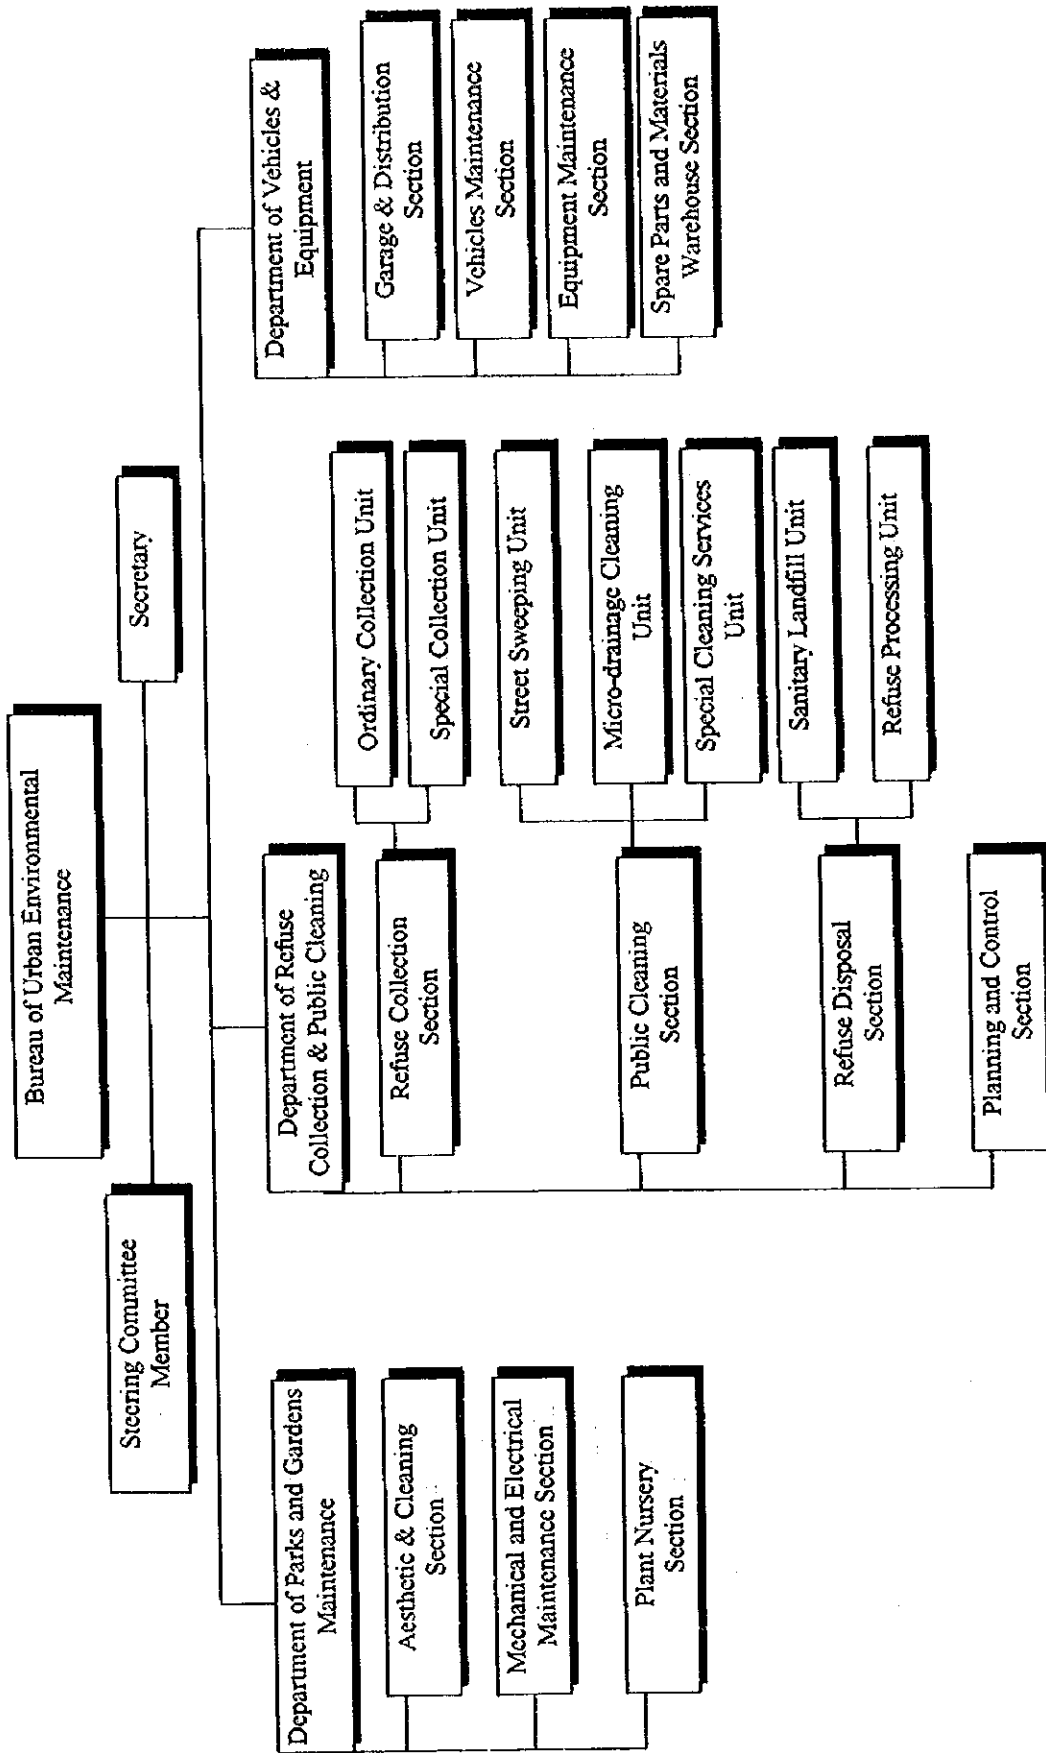 Bureau of Urban Environmental
Maintenance
Steering Committee
Member
Secretary
Department of Parks and Gardens
Maintenance
Aesthetic & Cleaning
Section
Mechanical and Electrical
Maintenance Section
Plant Nursery
Section
Department of Refuse
Collection & Public Cleaning
Refuse Collection
Section
Ordinary Collection Unit
Special Collection Unit
Public Cleaning
Section
Street Sweeping Unit
Micro-drainage Cleaning
Unit
Special Cleaning Services
Unit
Refuse Disposal
Section
Sanitary Landfill Unit
Refuse Processing Unit
Planning and Control
Section
Department of Vehicles &
Equipment
Garage & Distribution
Section
Vehicles Maintenance
Section
Equipment Maintenance
Section
Spare Parts and Materials
Warehouse Section